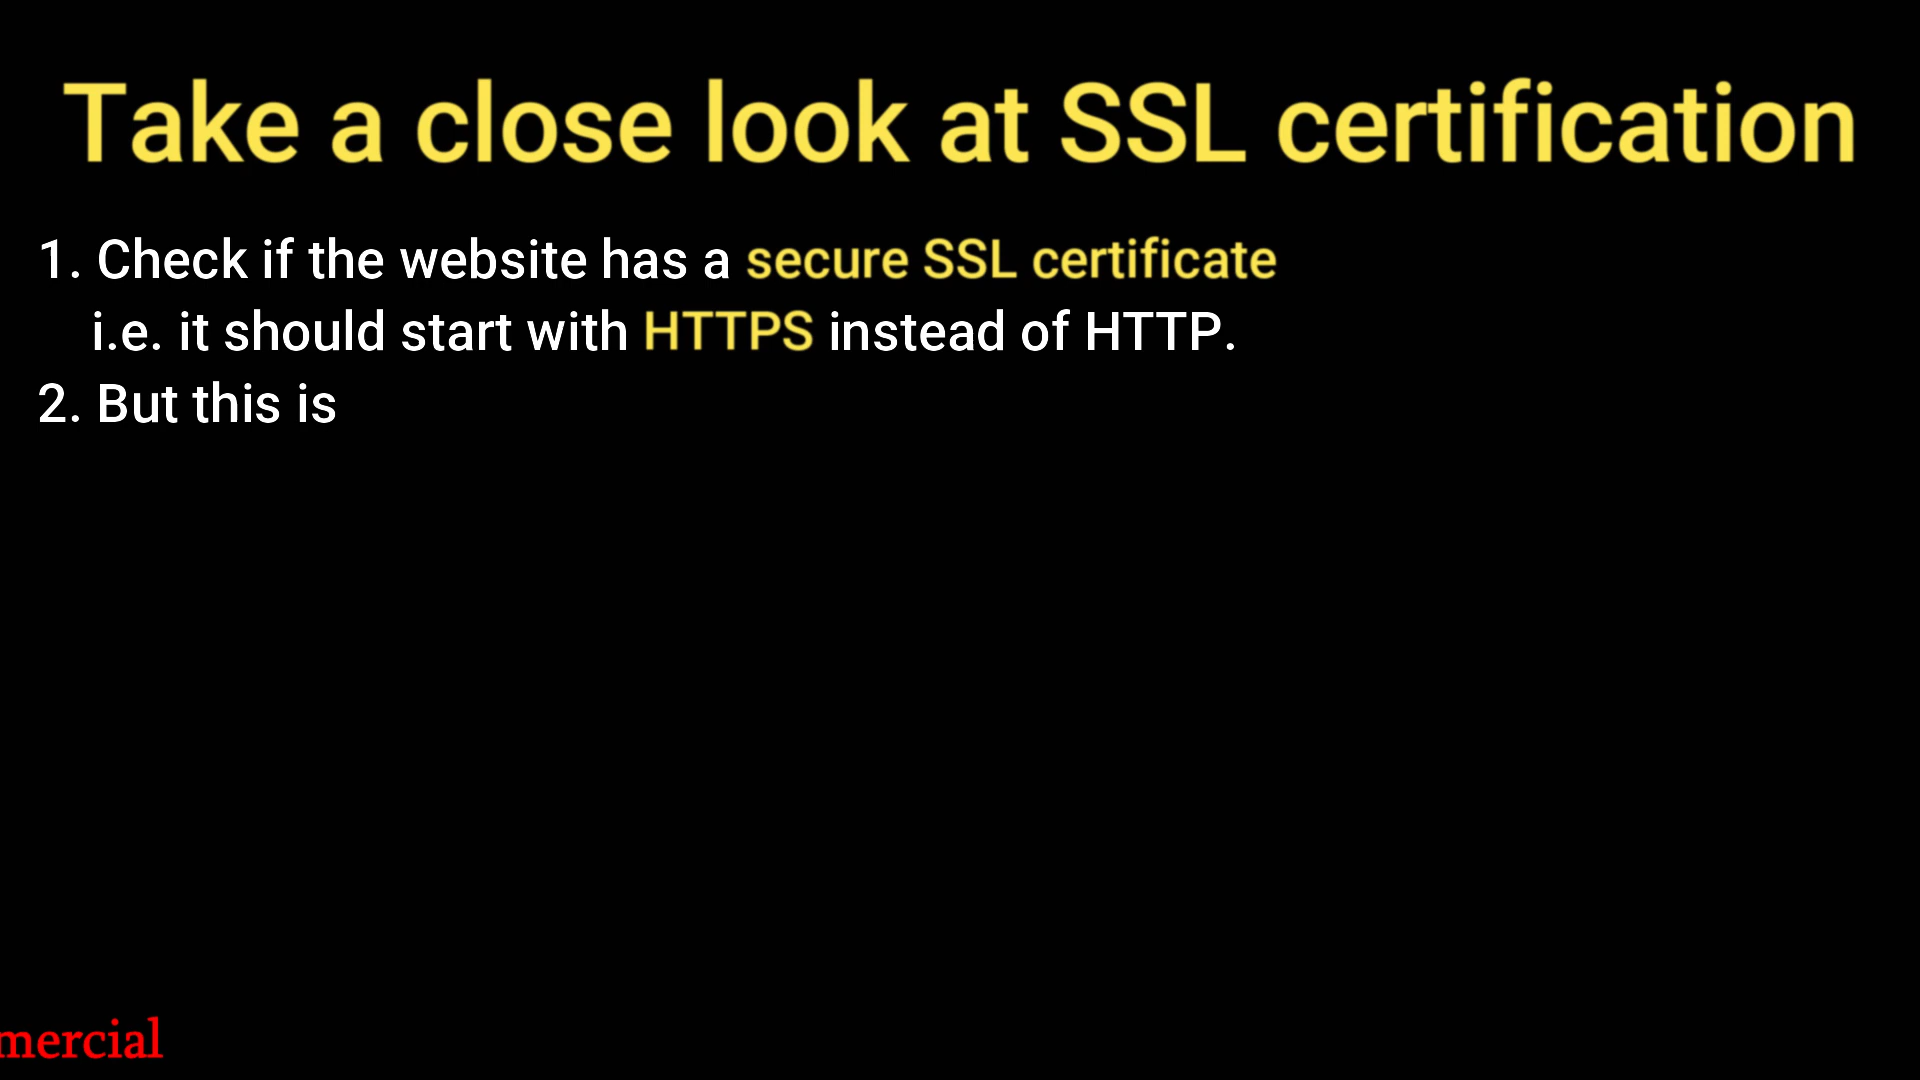 Take a close look at SSL certification
1. Check if the website has a secure SSL certificate
i.e. it should start with HTTPS instead of HTTP.
2. But this is
mercial